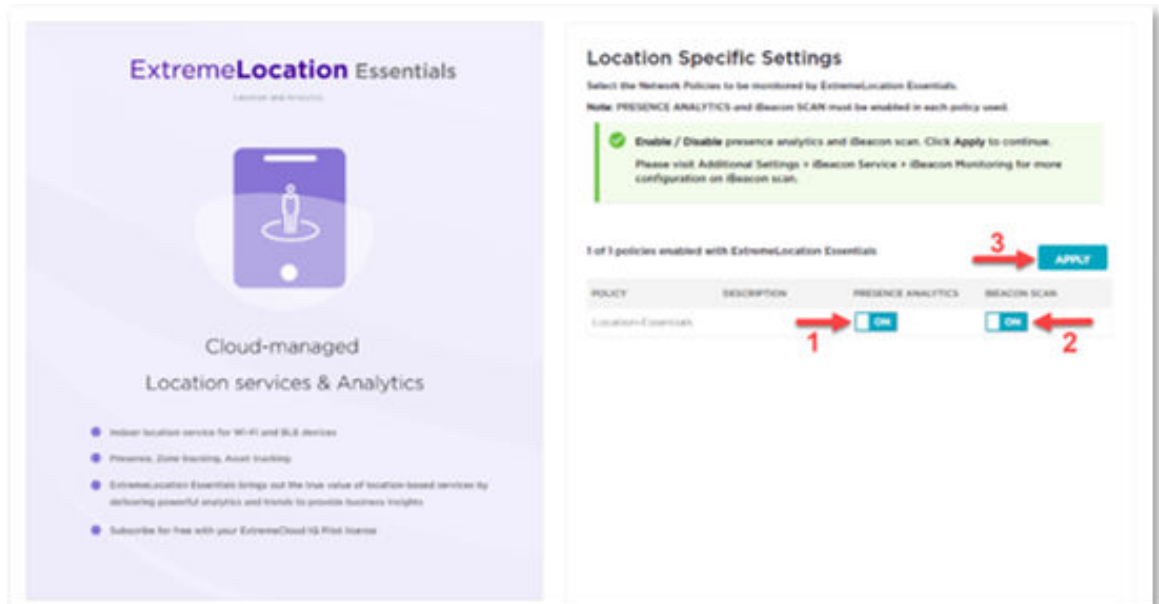 ExtremeLocation Essentials
Location and Analytics
Cloud-managed
Location services & Analytics
Indoor location service for Wi-Fi and BLE devices
Presence, Zone tracking, Asset tracking
ExtremeLocation Essentials brings out the true value of location-based services by
delivering powerful analytics and trends to provide business insights
Subscribe for free with your ExtremeCloud IQ Pilot license
Location Specific Settings
Select the Network Policies to be monitored by ExtremeLocation Essentials.
Note: PRESENCE ANALYTICS and iBeacon SCAN must be enabled in each policy used.
Enable / Disable presence analytics and iBeacon scan. Click Apply to continue.
Please visit Additional Settings > iBeacon Service > iBeacon Monitoring for more
configuration on iBeacon scan.
1 of 1 policies enabled with ExtremeLocation Essentials
3
APPLY
POLICY DESCRIPTION PRESENCE ANALYTICS IBEACON SCAN
Location-Essentials ON ON
1 2